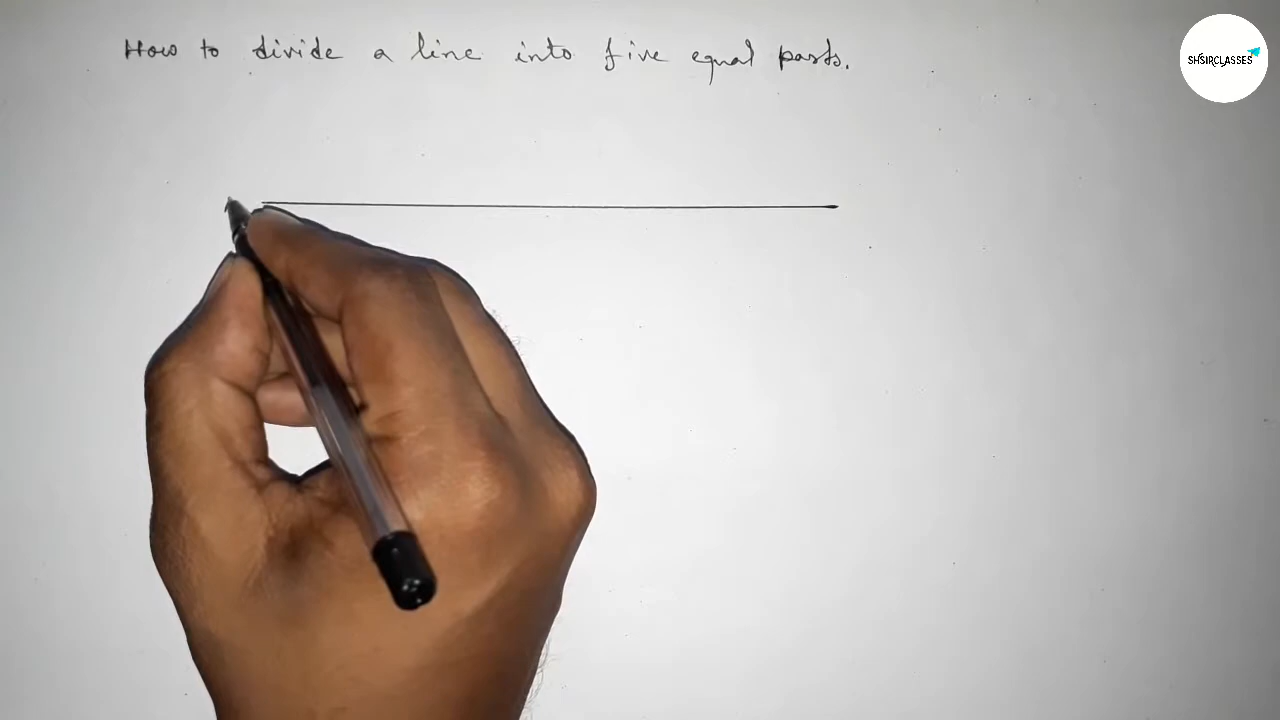 How to divide a line into five equal parts.
SHSIRCLASSES